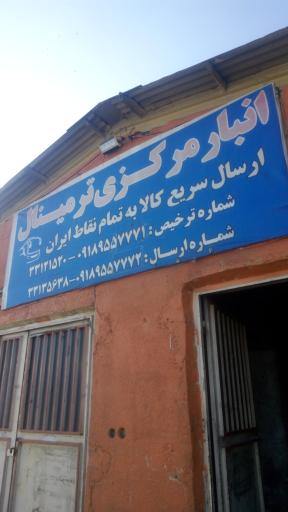 انبار مرکزی ترمینال
ارسال سریع کالا به تمام نقاط ایران
شماره ترخیص: ۰۹۱۸۹۵۵۷۷۷۱-۳۳۱۳۱۵۲۰
شماره ارسال: ۰۹۱۸۹۵۵۷۷۷۲-۳۳۱۳۵۶۳۸